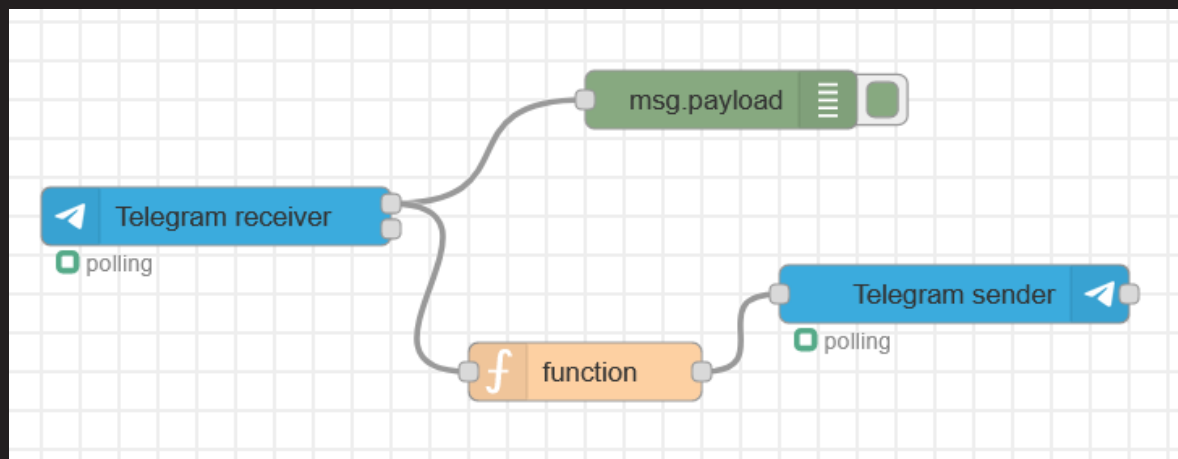 msg.payload
Telegram receiver
polling
Telegram sender
polling
function